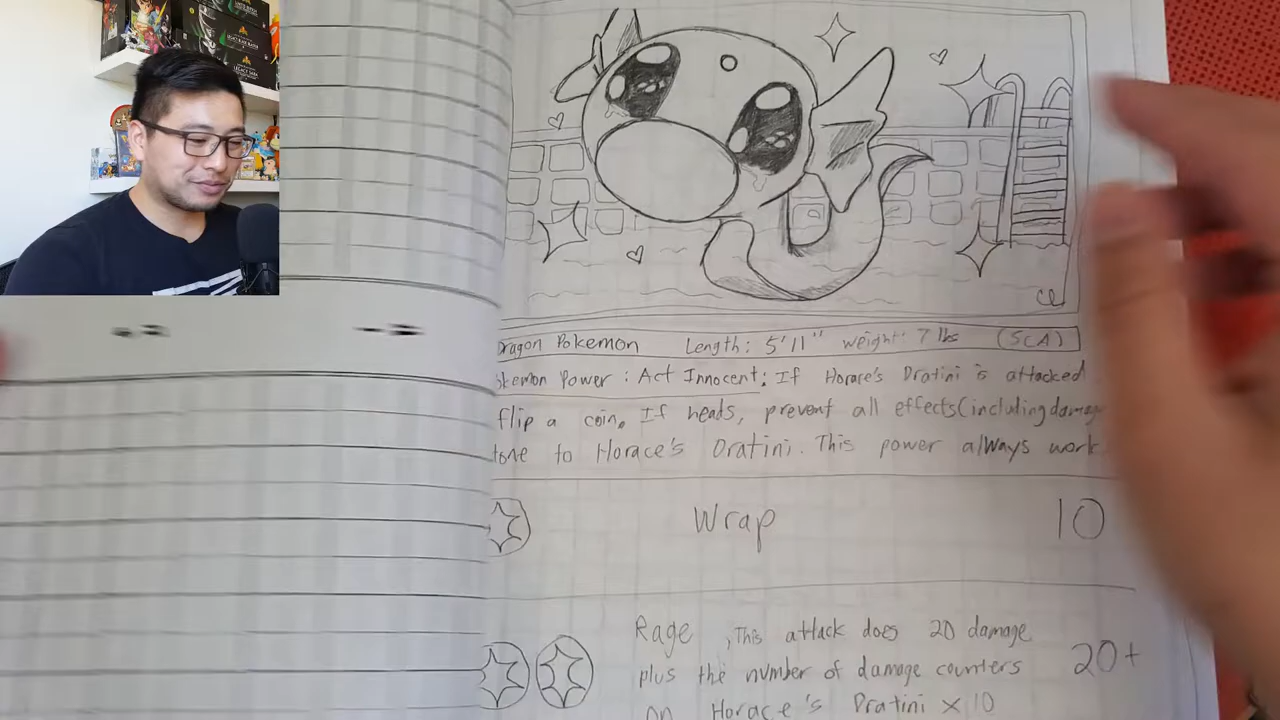 Dragon Pokemon Length: 5'11" weight: 7 lbs (SCA)
Pokemon Power: Act Innocent: If Horace's Dratini is attacked
flip a coin. If heads, prevent all effects (including damage
to Horace's Dratini. This power always work
Wrap 10
Rage, This attack does 20 damage
plus the number of damage counters 20+
on Horace's Dratini x 10